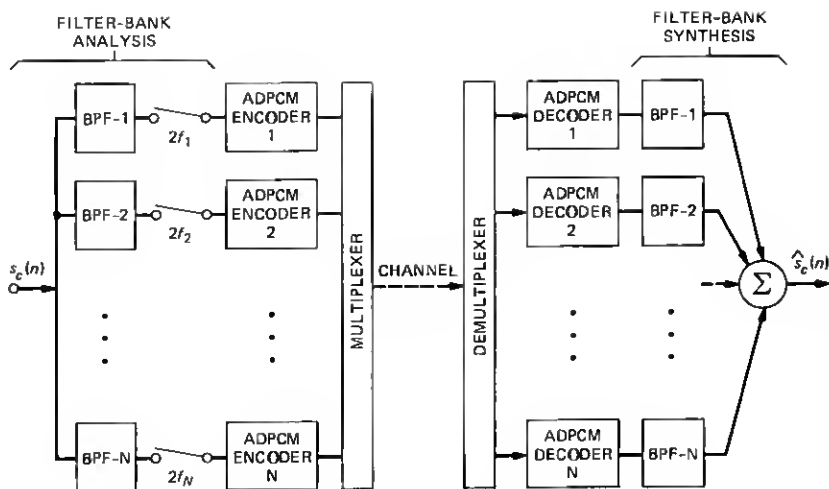 FILTER-BANK
ANALYSIS
FILTER-BANK
SYNTHESIS
BPF-1
2f₁
ADPCM
ENCODER
1
ADPCM
DECODER
1
BPF-1
BPF-2
2f₂
ADPCM
ENCODER
2
ADPCM
DECODER
2
BPF-2
s_c(n)
MULTIPLEXER
CHANNEL
DEMULTIPLEXER
Σ
ŝ_c(n)
BPF-N
2f_N
ADPCM
ENCODER
N
ADPCM
DECODER
N
BPF-N